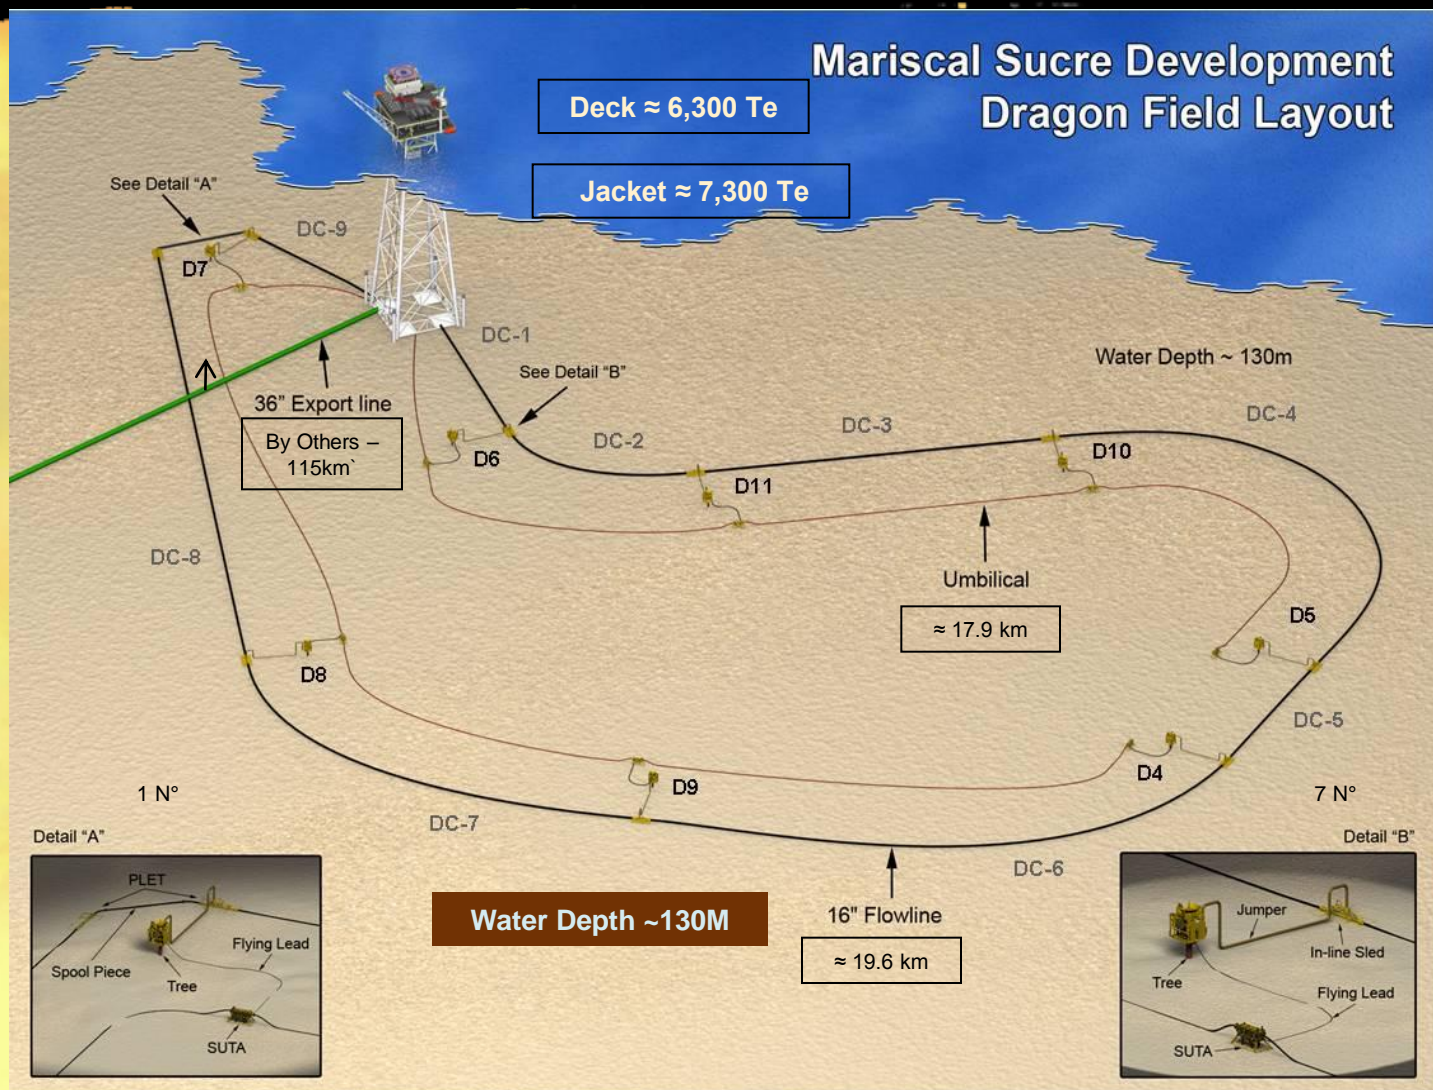 Mariscal Sucre Development
Dragon Field Layout
Deck ≈ 6,300 Te
Jacket ≈ 7,300 Te
See Detail "A"
DC-9
D7
DC-1
See Detail "B"
Water Depth ~ 130m
36" Export line
By Others –
115km`
D6
DC-2
DC-3
DC-4
D11
D10
DC-8
Umbilical
≈ 17.9 km
D5
D8
DC-5
D4
D9
1 N°
7 N°
DC-7
DC-6
Detail "A"
PLET
Spool Piece
Tree
Flying Lead
SUTA
Water Depth ~130M
16" Flowline
≈ 19.6 km
Detail "B"
Jumper
In-line Sled
Tree
Flying Lead
SUTA